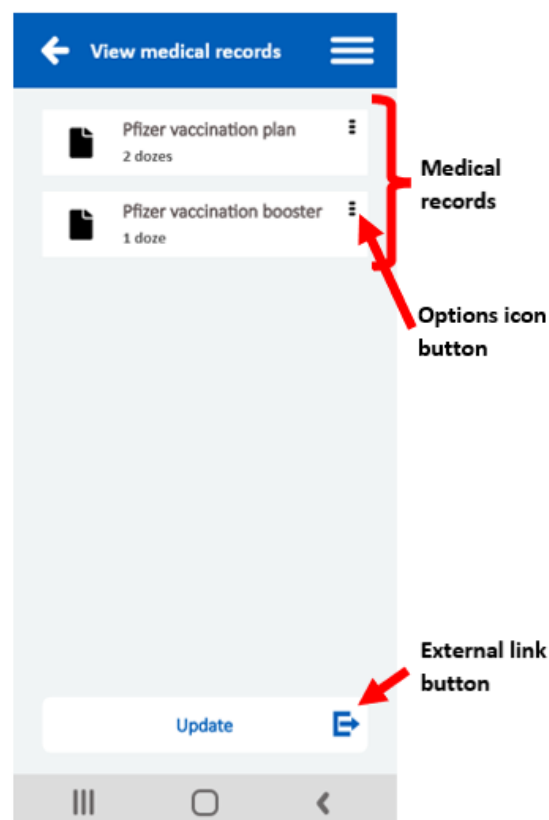 View medical records
Pfizer vaccination plan
2 dozes
Medical
records
Pfizer vaccination booster
1 doze
Options icon
button
External link
button
Update